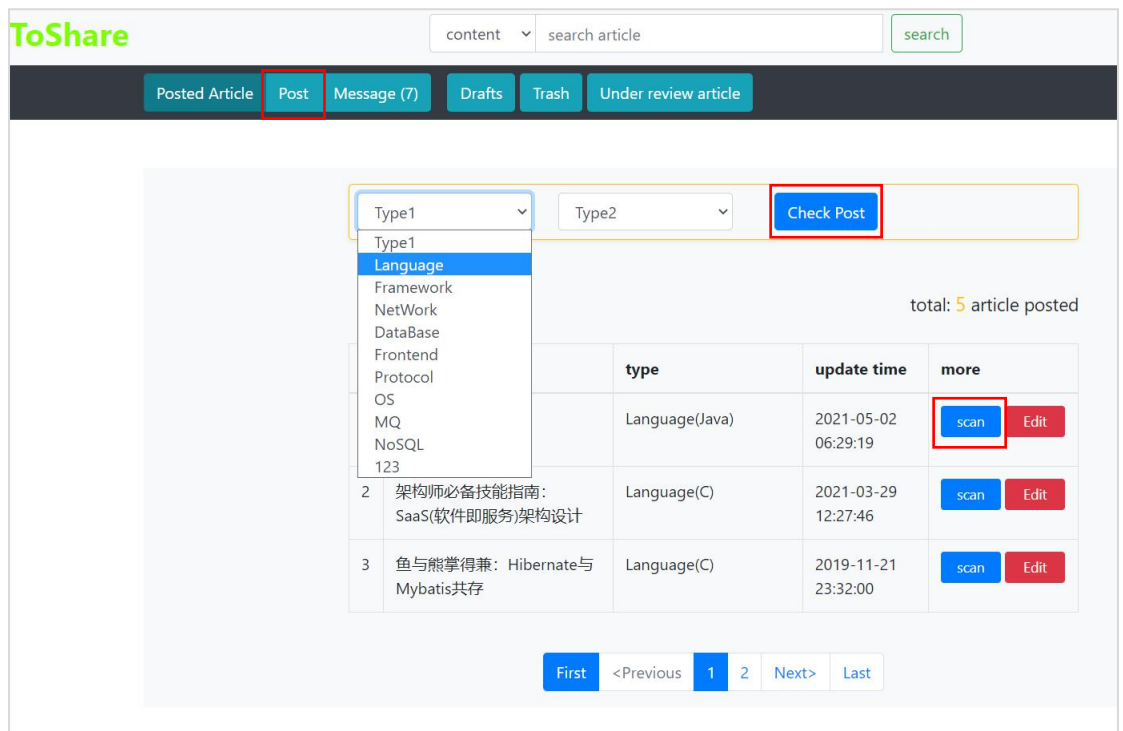 ToShare
content search article search
Posted Article Post Message (7) Drafts Trash Under review article
Type1 Type2 Check Post
Type1
Language
Framework
NetWork
DataBase
Frontend
Protocol
OS
MQ
NoSQL
123
total: 5 article posted
type update time more
Language(Java) 2021-05-02 scan Edit
06:29:19
2 架构师必备技能指南: Language(C) 2021-03-29 scan Edit
SaaS(软件即服务)架构设计 12:27:46
3 鱼与熊掌得兼：Hibernate与 Language(C) 2019-11-21 scan Edit
Mybatis共存 23:32:00
First <Previous 1 2 Next> Last